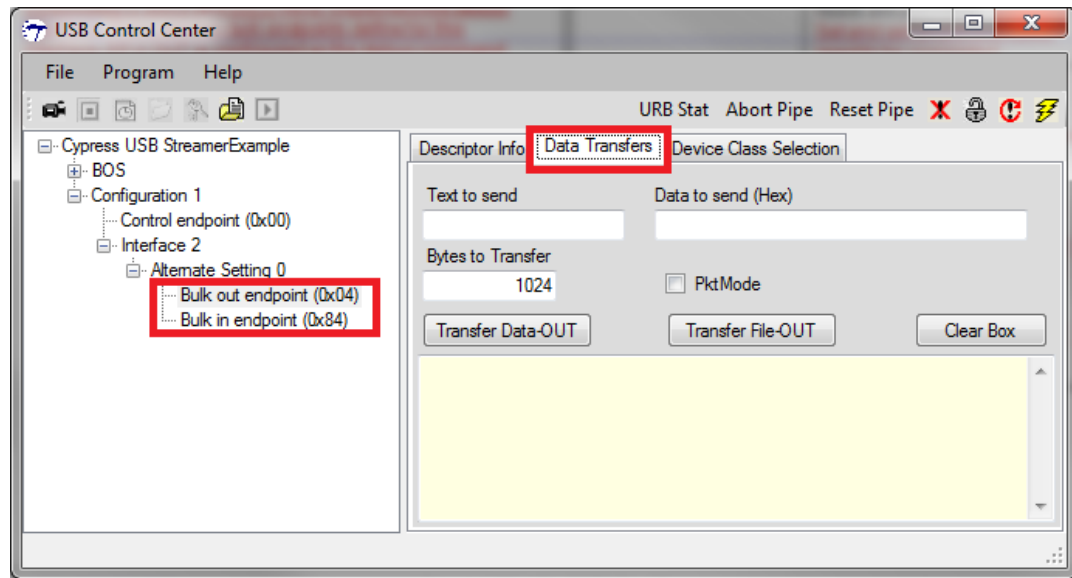 USB Control Center
File Program Help
URB Stat Abort Pipe Reset Pipe
Cypress USB StreamerExample
BOS
Configuration 1
Control endpoint (0x00)
Interface 2
Alternate Setting 0
Bulk out endpoint (0x04)
Bulk in endpoint (0x84)
Descriptor Info Data Transfers Device Class Selection
Text to send Data to send (Hex)
Bytes to Transfer
1024 PktMode
Transfer Data-OUT Transfer File-OUT Clear Box